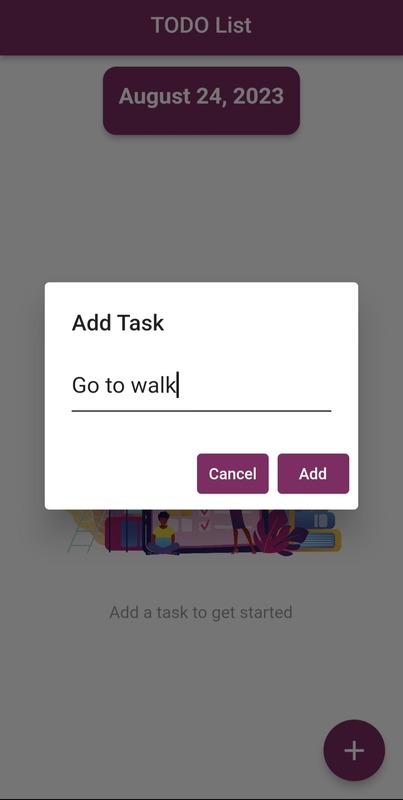 TODO List
August 24, 2023
Add Task
Go to walk
Cancel Add
Add a task to get started
+